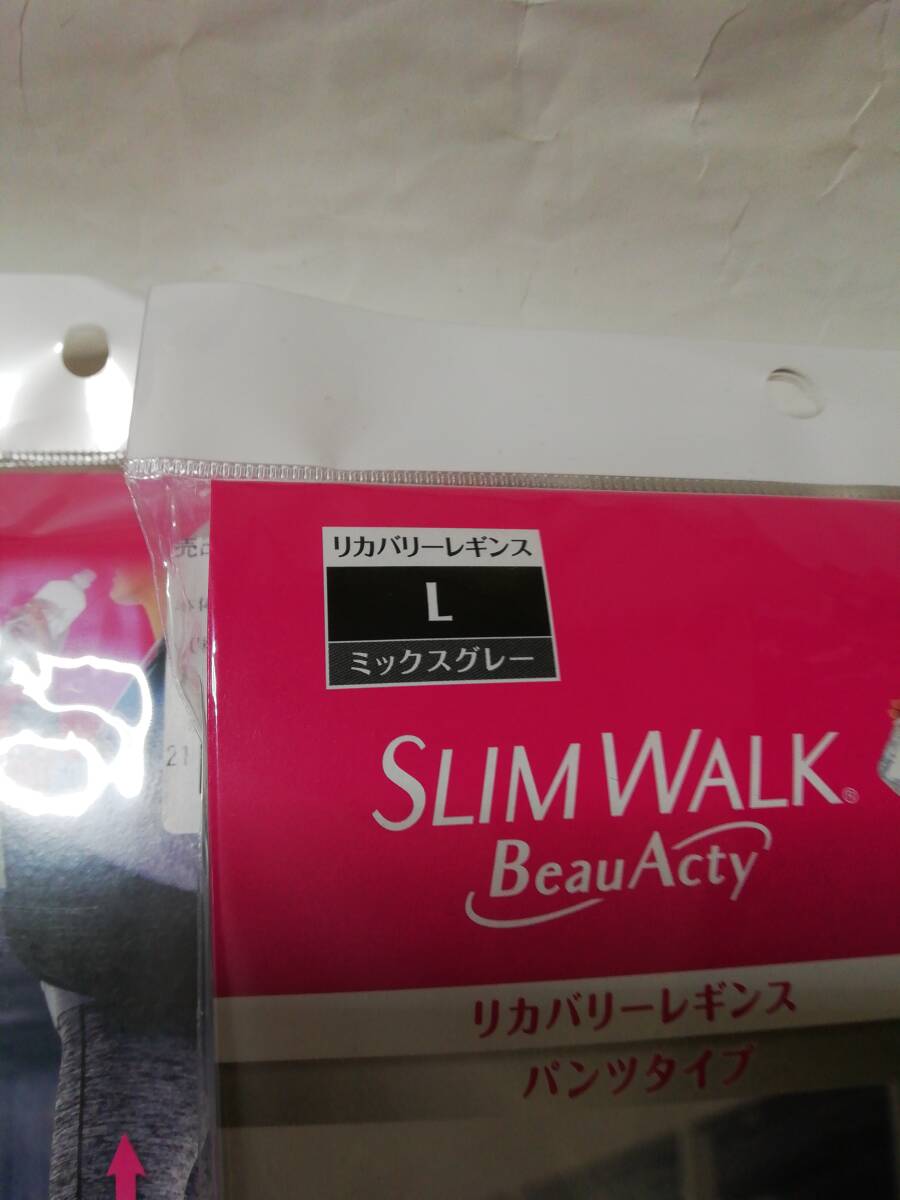 リカバリーレギンス
L
ミックスグレー
SLIM WALK®
BeauActy
リカバリーレギンス
パンツタイプ
21